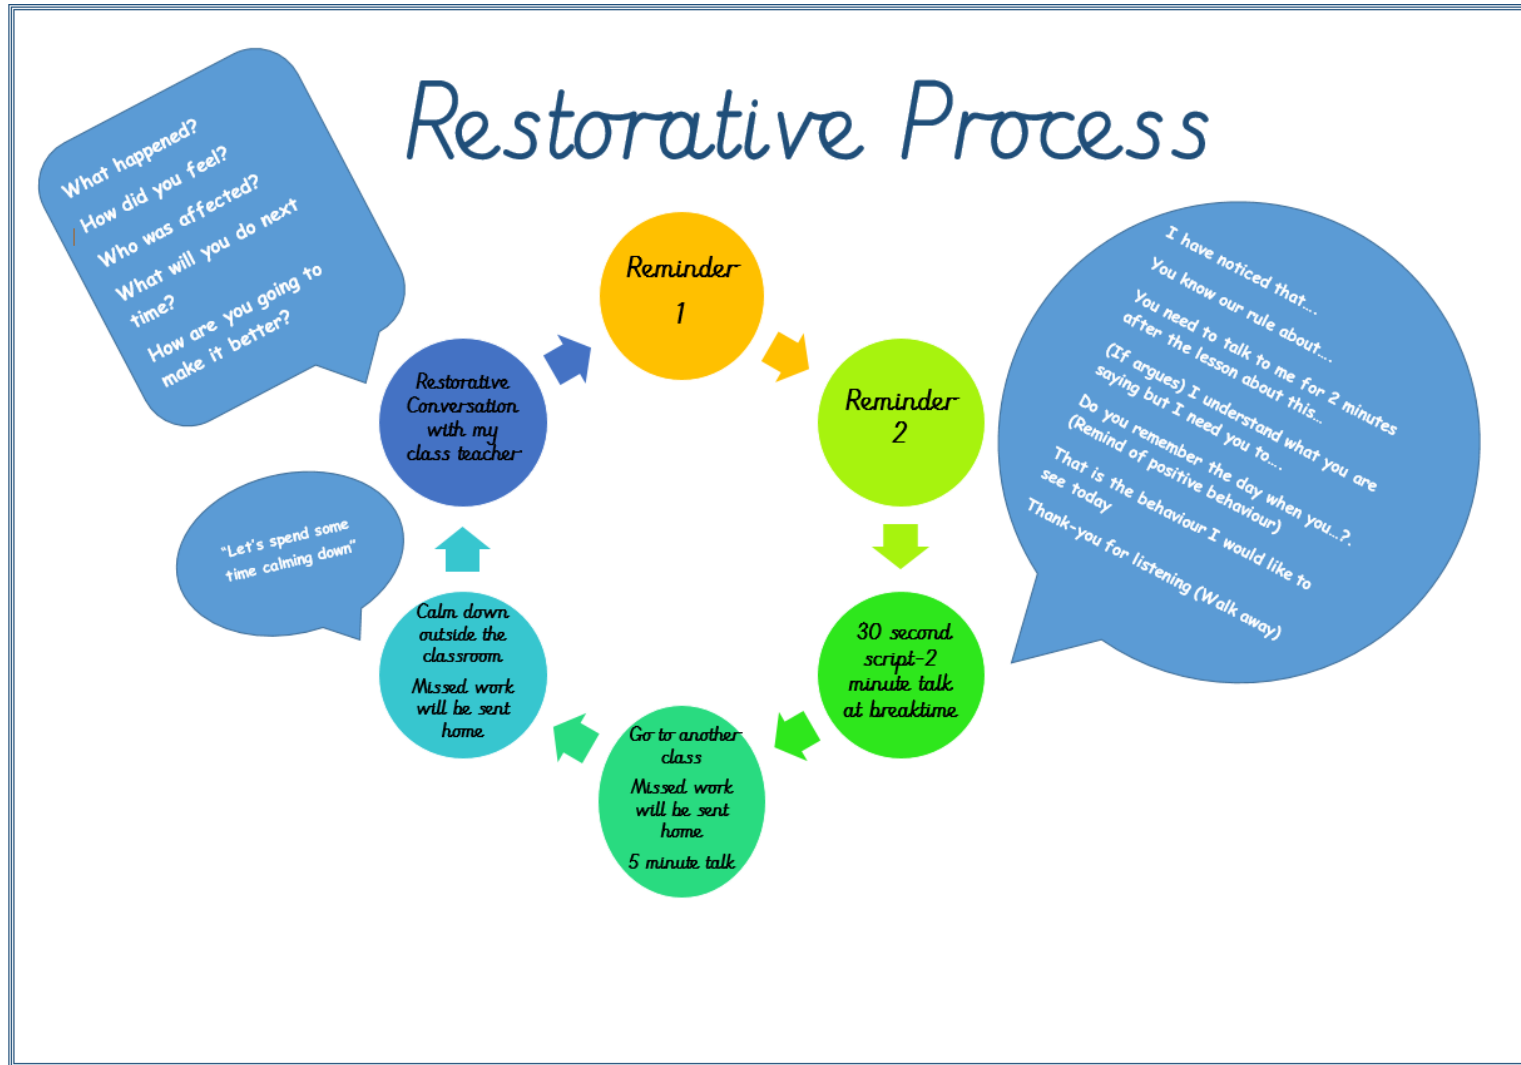 Restorative Process
What happened?
How did you feel?
Who was affected?
What will you do next
time?
How are you going to
make it better?
Reminder
1
Reminder
2
I have noticed that….
You know our rule about….
You need to talk to me for 2 minutes
after the lesson about this…
(If argues) I understand what you are
saying but I need you to….
Do you remember the day when you…?.
(Remind of positive behaviour)
That is the behaviour I would like to
see today
Thank-you for listening (Walk away)
30 second
script-2
minute talk
at breaktime
Go to another
class
Missed work
will be sent
home
5 minute talk
Calm down
outside the
classroom
Missed work
will be sent
home
"Let's spend some
time calming down"
Restorative
Conversation
with my
class teacher